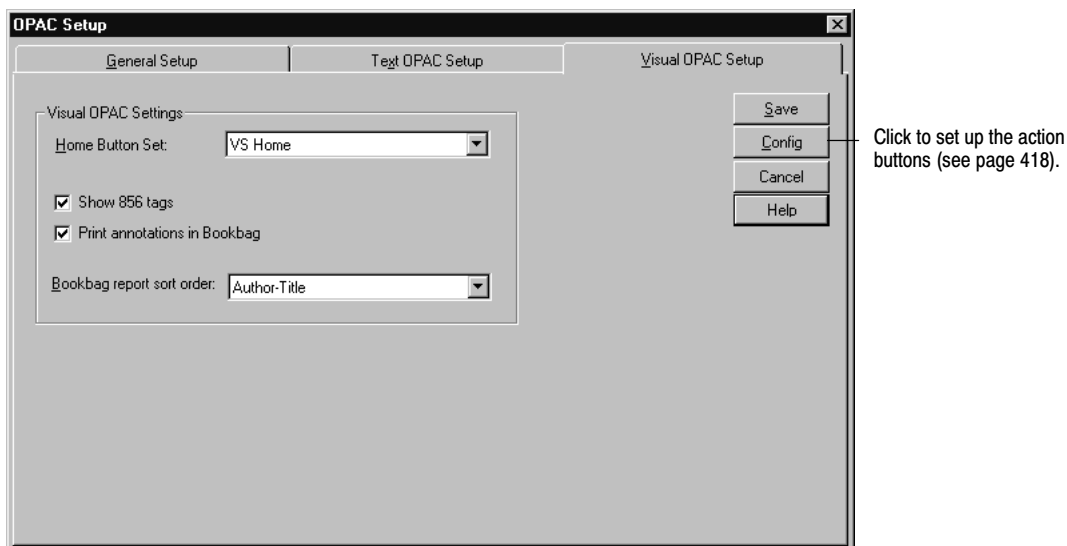 OPAC Setup
General Setup
Text OPAC Setup
Visual OPAC Setup
Visual OPAC Settings
Home Button Set:
VS Home
Show 856 tags
Print annotations in Bookbag
Bookbag report sort order:
Author-Title
Save
Config
Cancel
Help
Click to set up the action
buttons (see page 418).